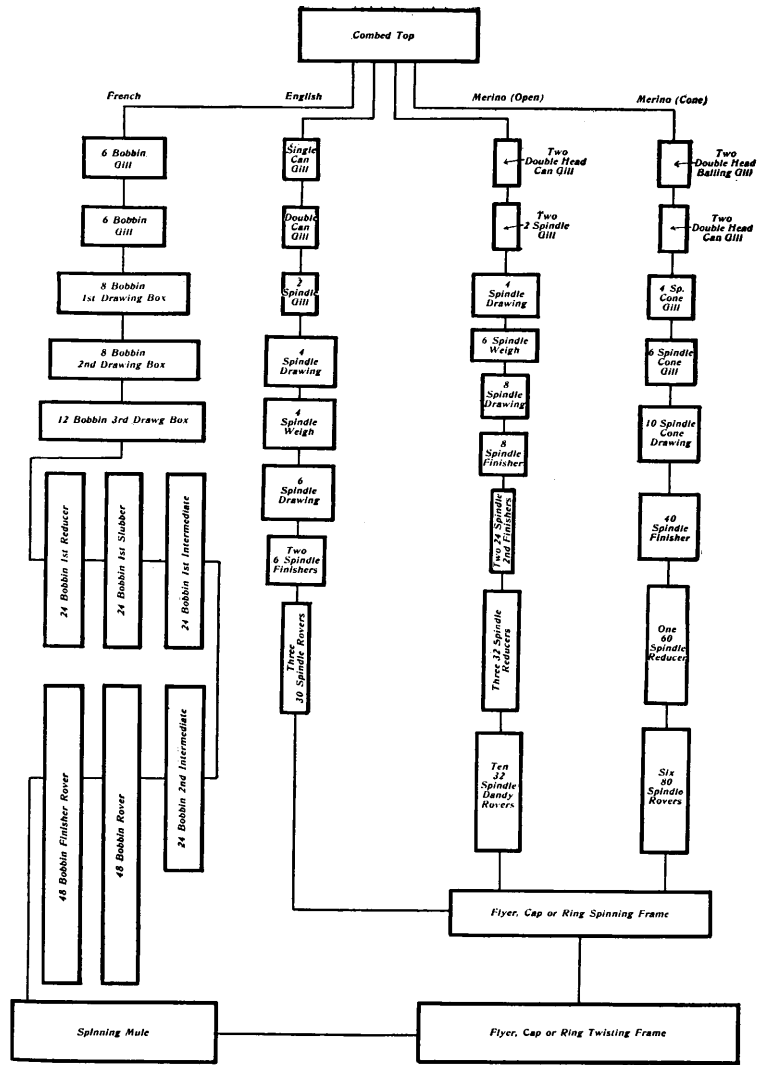 Combed Top
French
English
Merino (Open)
Merino (Cone)
6 Bobbin
Gill
6 Bobbin
Gill
8 Bobbin
1st Drawing Box
8 Bobbin
2nd Drawing Box
12 Bobbin 3rd Drawg Box
24 Bobbin 1st Reducer
24 Bobbin 1st Slubber
24 Bobbin 1st Intermediate
24 Bobbin 2nd Intermediate
48 Bobbin Rover
48 Bobbin Finisher Rover
Spinning Mule
Single
Can
Gill
Double
Can
Gill
2
Spindle
Gill
4
Spindle
Drawing
4
Spindle
Weigh
6
Spindle
Drawing
Two
6 Spindle
Finishers
Three
30 Spindle Rovers
Two
Double Head
Can Gill
Two
2 Spindle
Gill
4
Spindle
Drawing
6 Spindle
Weigh
8
Spindle
Drawing
8
Spindle
Finisher
Two 24 Spindle
2nd Finishers
Three 32 Spindle
Reducers
Ten
32
Spindle
Dandy
Rovers
Two
Double Head
Balling Gill
Two
Double Head
Can Gill
4 Sp.
Cone
Gill
6 Spindle
Cone
Gill
10 Spindle
Cone
Drawing
40
Spindle
Finisher
One
60
Spindle
Reducer
Six
80
Spindle
Rovers
Flyer, Cap or Ring Spinning Frame
Flyer, Cap or Ring Twisting Frame